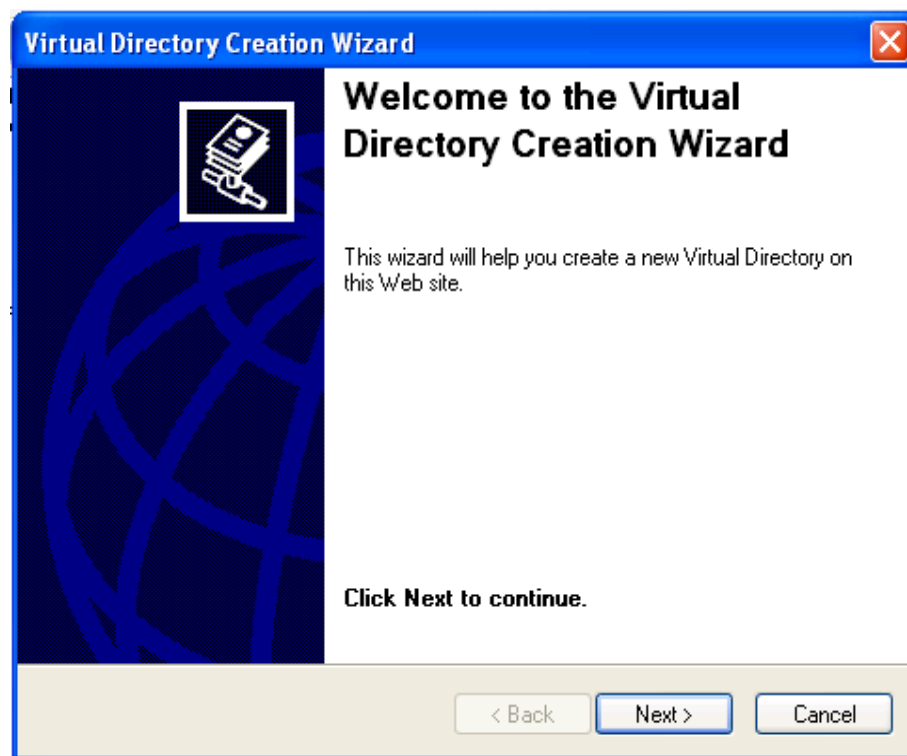 Virtual Directory Creation Wizard
Welcome to the Virtual
Directory Creation Wizard
This wizard will help you create a new Virtual Directory on
this Web site.
Click Next to continue.
< Back Next > Cancel